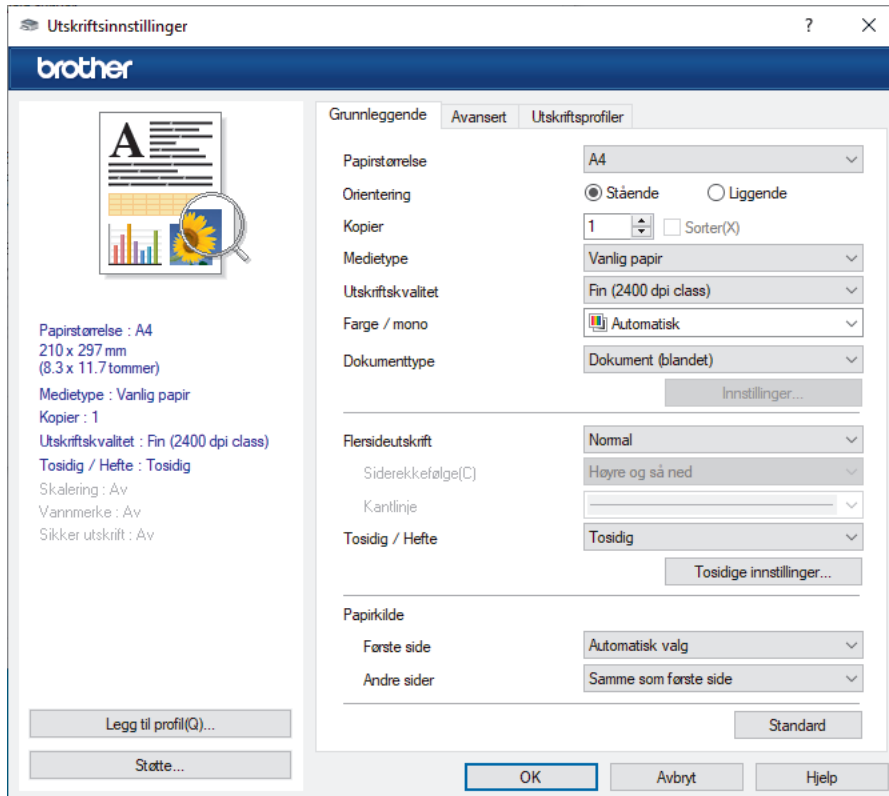 Utskriftsinnstillinger
brother
A
Papirstørrelse : A4
210 x 297 mm
(8.3 x 11.7 tommer)
Medietype : Vanlig papir
Kopier : 1
Utskriftskvalitet : Fin (2400 dpi class)
Tosidig / Hefte : Tosidig
Skalering : Av
Vannmerke : Av
Sikker utskrift : Av
Legg til profil(Q)...
Støtte...
Grunnleggende Avansert Utskriftsprofiler
Papirstørrelse A4
Orientering Stående Liggende
Kopier 1 Sorter(X)
Medietype Vanlig papir
Utskriftskvalitet Fin (2400 dpi class)
Farge / mono Automatisk
Dokumenttype Dokument (blandet)
Innstillinger...
Flersideutskrift Normal
Siderekkefølge(C) Høyre og så ned
Kantlinje
Tosidig / Hefte Tosidig
Tosidige innstillinger...
Papirkilde
Første side Automatisk valg
Andre sider Samme som første side
Standard
OK Avbryt Hjelp